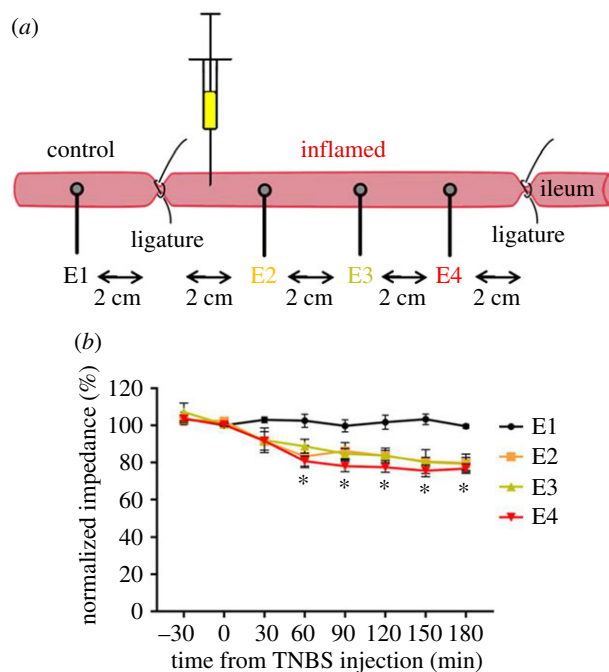 (a)
control
inflamed
ileum
ligature
ligature
E1
E2
E3
E4
2 cm
2 cm
2 cm
2 cm
2 cm
(b)
normalized impedance (%)
120
100
80
60
40
20
0
* * * * *
E1
E2
E3
E4
–30 0 30 60 90 120 150 180
time from TNBS injection (min)